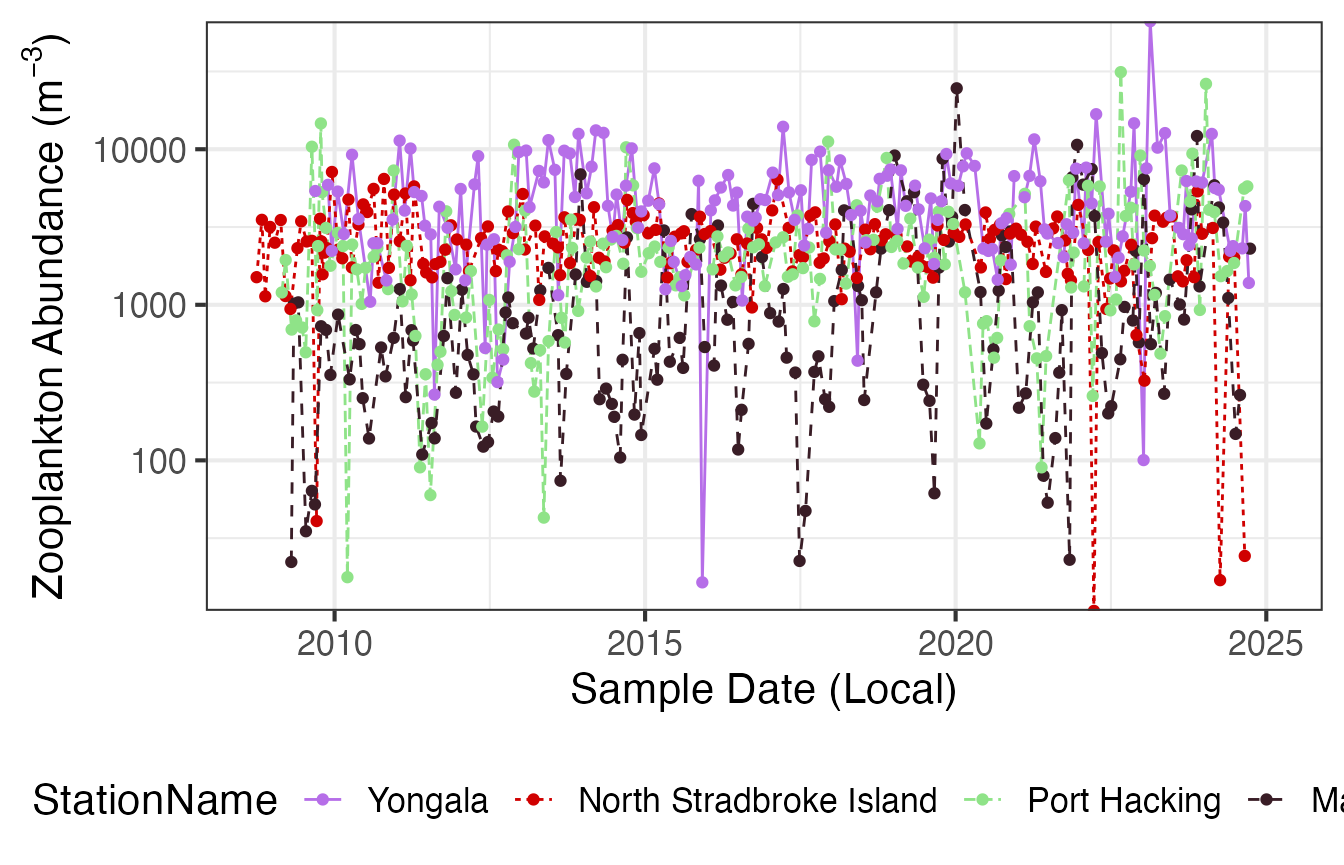 Zooplankton Abundance (m⁻³)
10000
1000
100
2010 2015 2020 2025
Sample Date (Local)
StationName Yongala North Stradbroke Island Port Hacking Ma